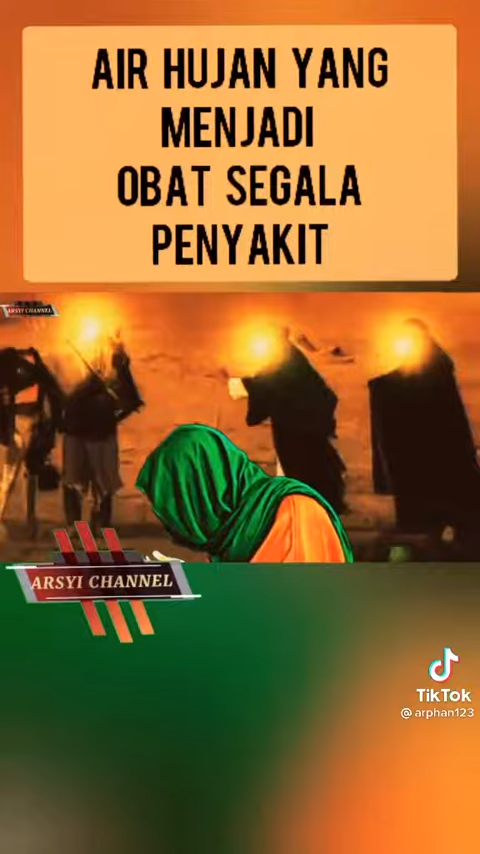 AIR HUJAN YANG
MENJADI
OBAT SEGALA
PENYAKIT
ARSYI CHANNEL
ARSYI CHANNEL
TikTok
@arphan123